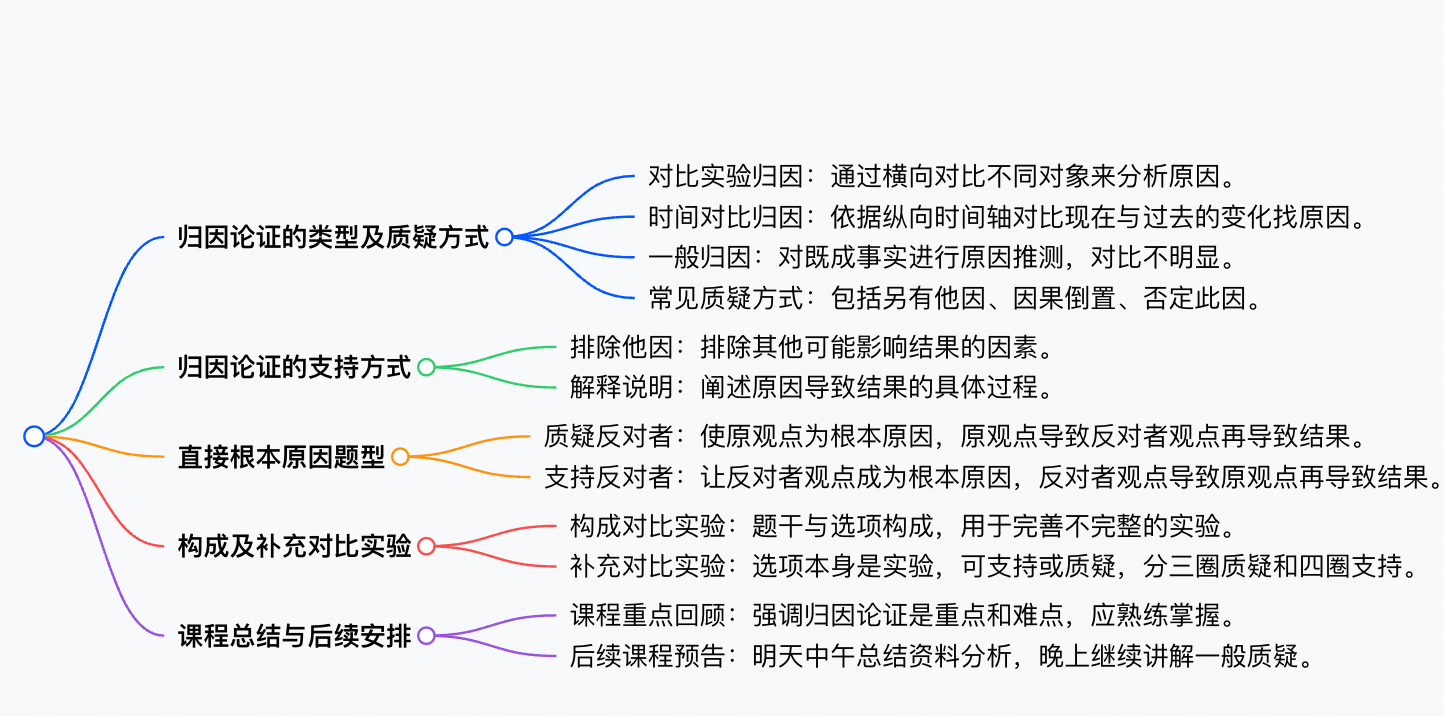 归因论证的类型及质疑方式
对比实验归因：通过横向对比不同对象来分析原因。
时间对比归因：依据纵向时间轴对比现在与过去的变化找原因。
一般归因：对既成事实进行原因推测，对比不明显。
常见质疑方式：包括另有他因、因果倒置、否定此因。
归因论证的支持方式
排除他因：排除其他可能影响结果的因素。
解释说明：阐述原因导致结果的具体过程。
直接根本原因题型
质疑反对者：使原观点为根本原因，原观点导致反对者观点再导致结果。
支持反对者：让反对者观点成为根本原因，反对者观点导致原观点再导致结果。
构成及补充对比实验
构成对比实验：题干与选项构成，用于完善不完整的实验。
补充对比实验：选项本身是实验，可支持或质疑，分三圈质疑和四圈支持。
课程总结与后续安排
课程重点回顾：强调归因论证是重点和难点，应熟练掌握。
后续课程预告：明天中午总结资料分析，晚上继续讲解一般质疑。